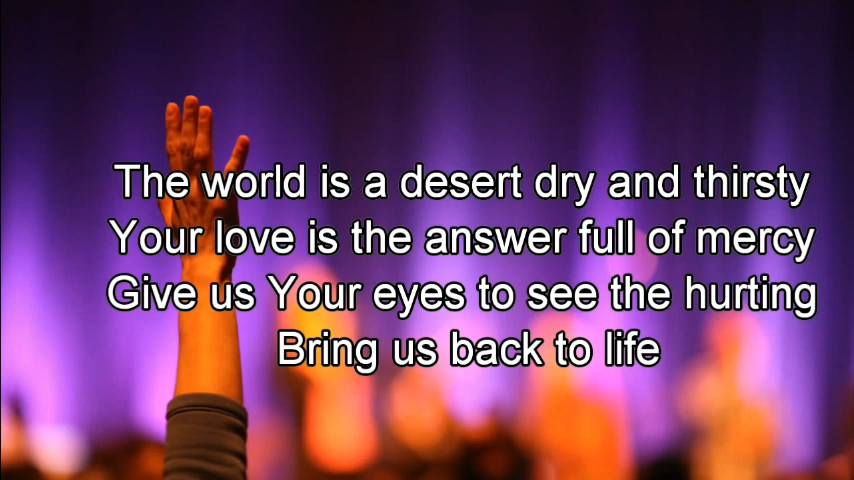 The world is a desert dry and thirsty
Your love is the answer full of mercy
Give us Your eyes to see the hurting
Bring us back to life